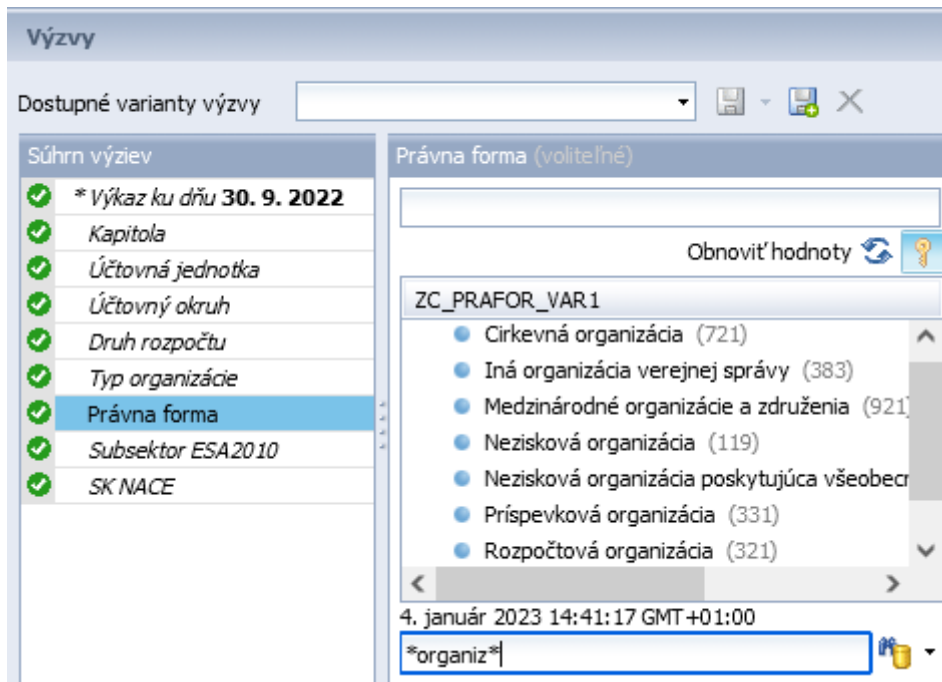 Výzvy
Dostupné varianty výzvy
Súhrn výziev
* Výkaz ku dňu 30. 9. 2022
Kapitola
Účtovná jednotka
Účtovný okruh
Druh rozpočtu
Typ organizácie
Právna forma
Subsektor ESA2010
SK NACE
Právna forma (voliteľné)
Obnoviť hodnoty
ZC_PRAFOR_VAR1
Cirkevná organizácia (721)
Iná organizácia verejnej správy (383)
Medzinárodné organizácie a združenia (921)
Nezisková organizácia (119)
Nezisková organizácia poskytujúca všeobecn
Príspevková organizácia (331)
Rozpočtová organizácia (321)
4. január 2023 14:41:17 GMT+01:00
*organiz*